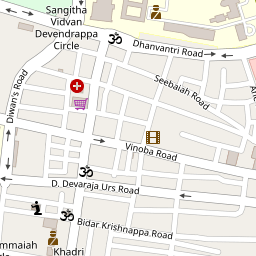 Sangitha
Vidvan
Devendrappa
Circle
Dhanvantri Road
Seebaiah Road
Diwan's Road
Vinoba Road
D. Devaraja Urs Road
Bidar Krishnappa Road
Khadri